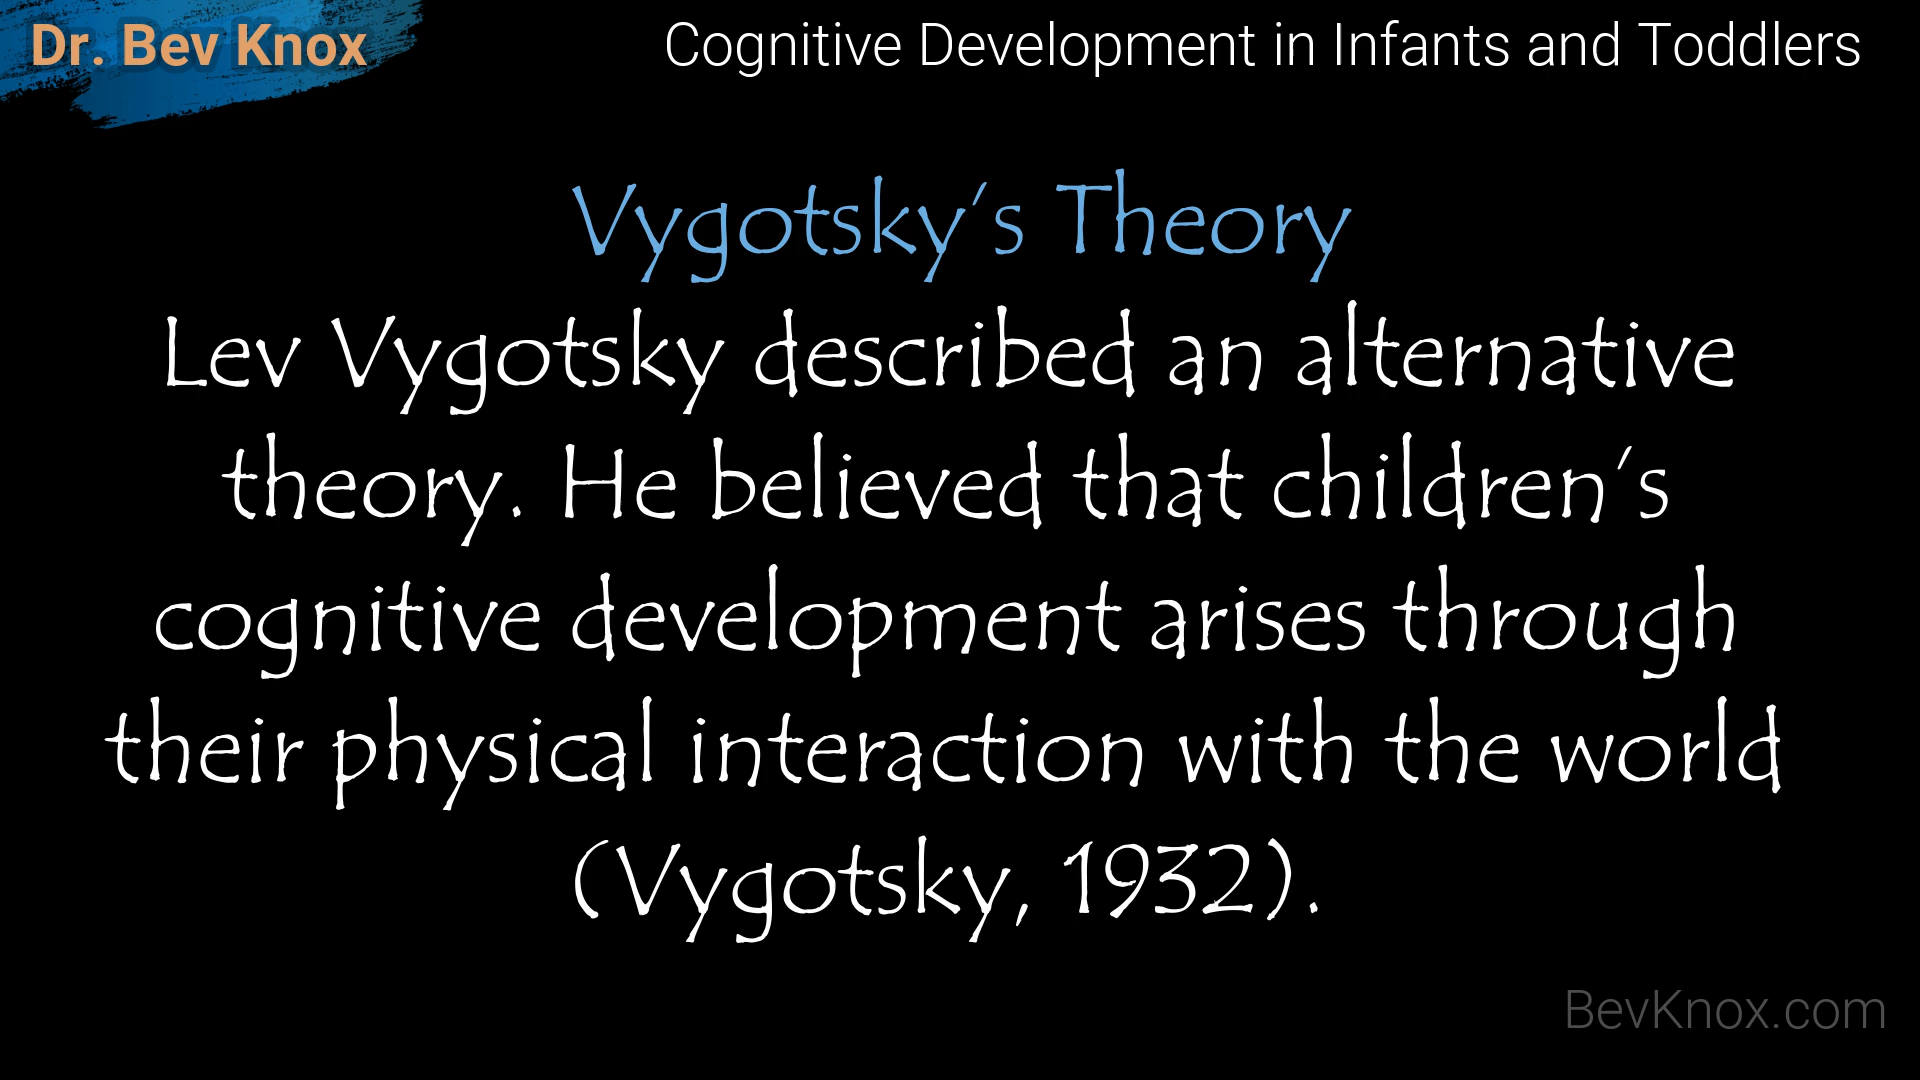 Dr. Bev Knox
Cognitive Development in Infants and Toddlers
Vygotsky’s Theory
Lev Vygotsky described an alternative
theory. He believed that children’s
cognitive development arises through
their physical interaction with the world
(Vygotsky, 1932).
BevKnox.com